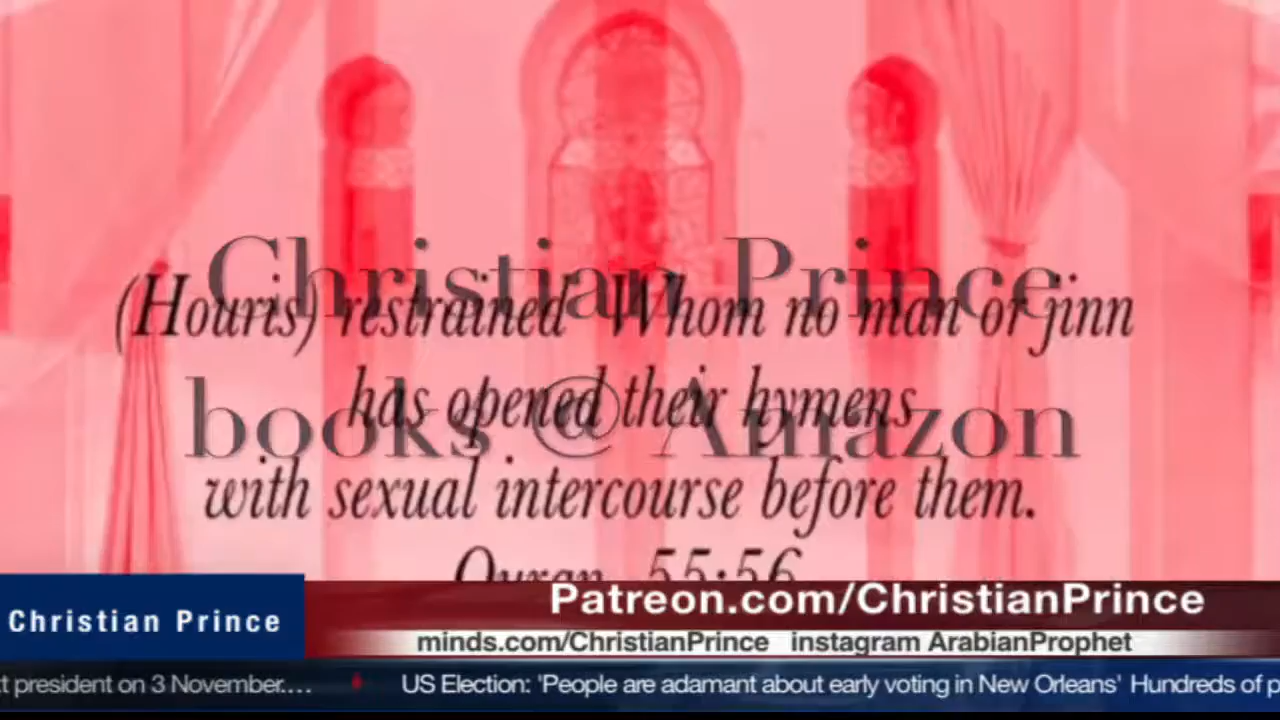 Christian Prince
(Houris) restrained Whom no man or jinn
books @ Amazon
has opened their hymens
with sexual intercourse before them.
Quran 55:56
Patreon.com/ChristianPrince
Christian Prince
minds.com/ChristianPrince instagram ArabianProphet
t president on 3 November.... US Election: 'People are adamant about early voting in New Orleans' Hundreds of p